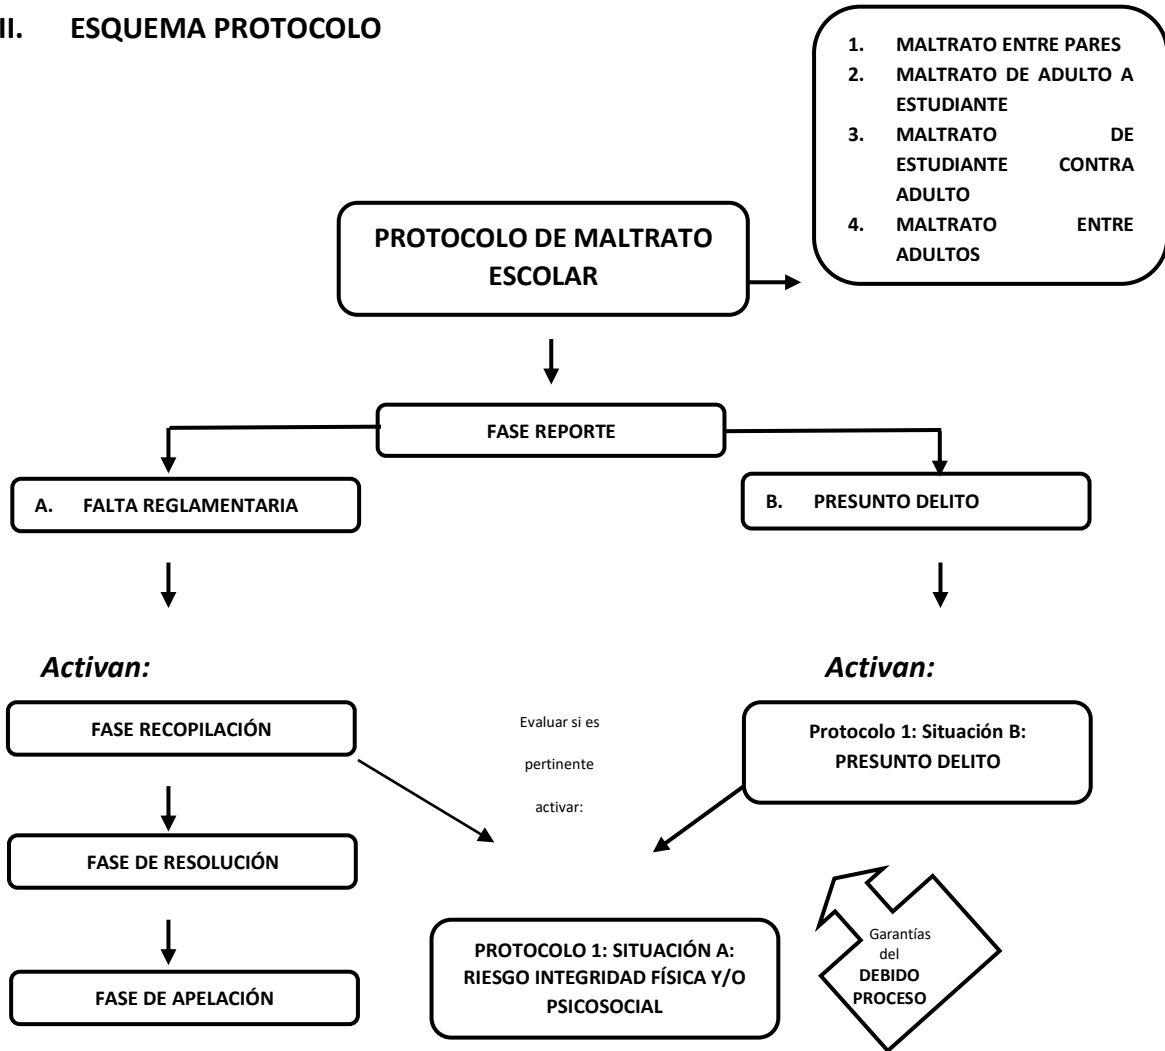 II. ESQUEMA PROTOCOLO
1. MALTRATO ENTRE PARES
2. MALTRATO DE ADULTO A
ESTUDIANTE
3. MALTRATO DE
ESTUDIANTE CONTRA
ADULTO
4. MALTRATO ENTRE
ADULTOS
PROTOCOLO DE MALTRATO
ESCOLAR
FASE REPORTE
A. FALTA REGLAMENTARIA
B. PRESUNTO DELITO
Activan:
Activan:
FASE RECOPILACIÓN
Evaluar si es
pertinente
activar:
Protocolo 1: Situación B:
PRESUNTO DELITO
FASE DE RESOLUCIÓN
PROTOCOLO 1: SITUACIÓN A:
RIESGO INTEGRIDAD FÍSICA Y/O
PSICOSOCIAL
Garantías
del
DEBIDO
PROCESO
FASE DE APELACIÓN